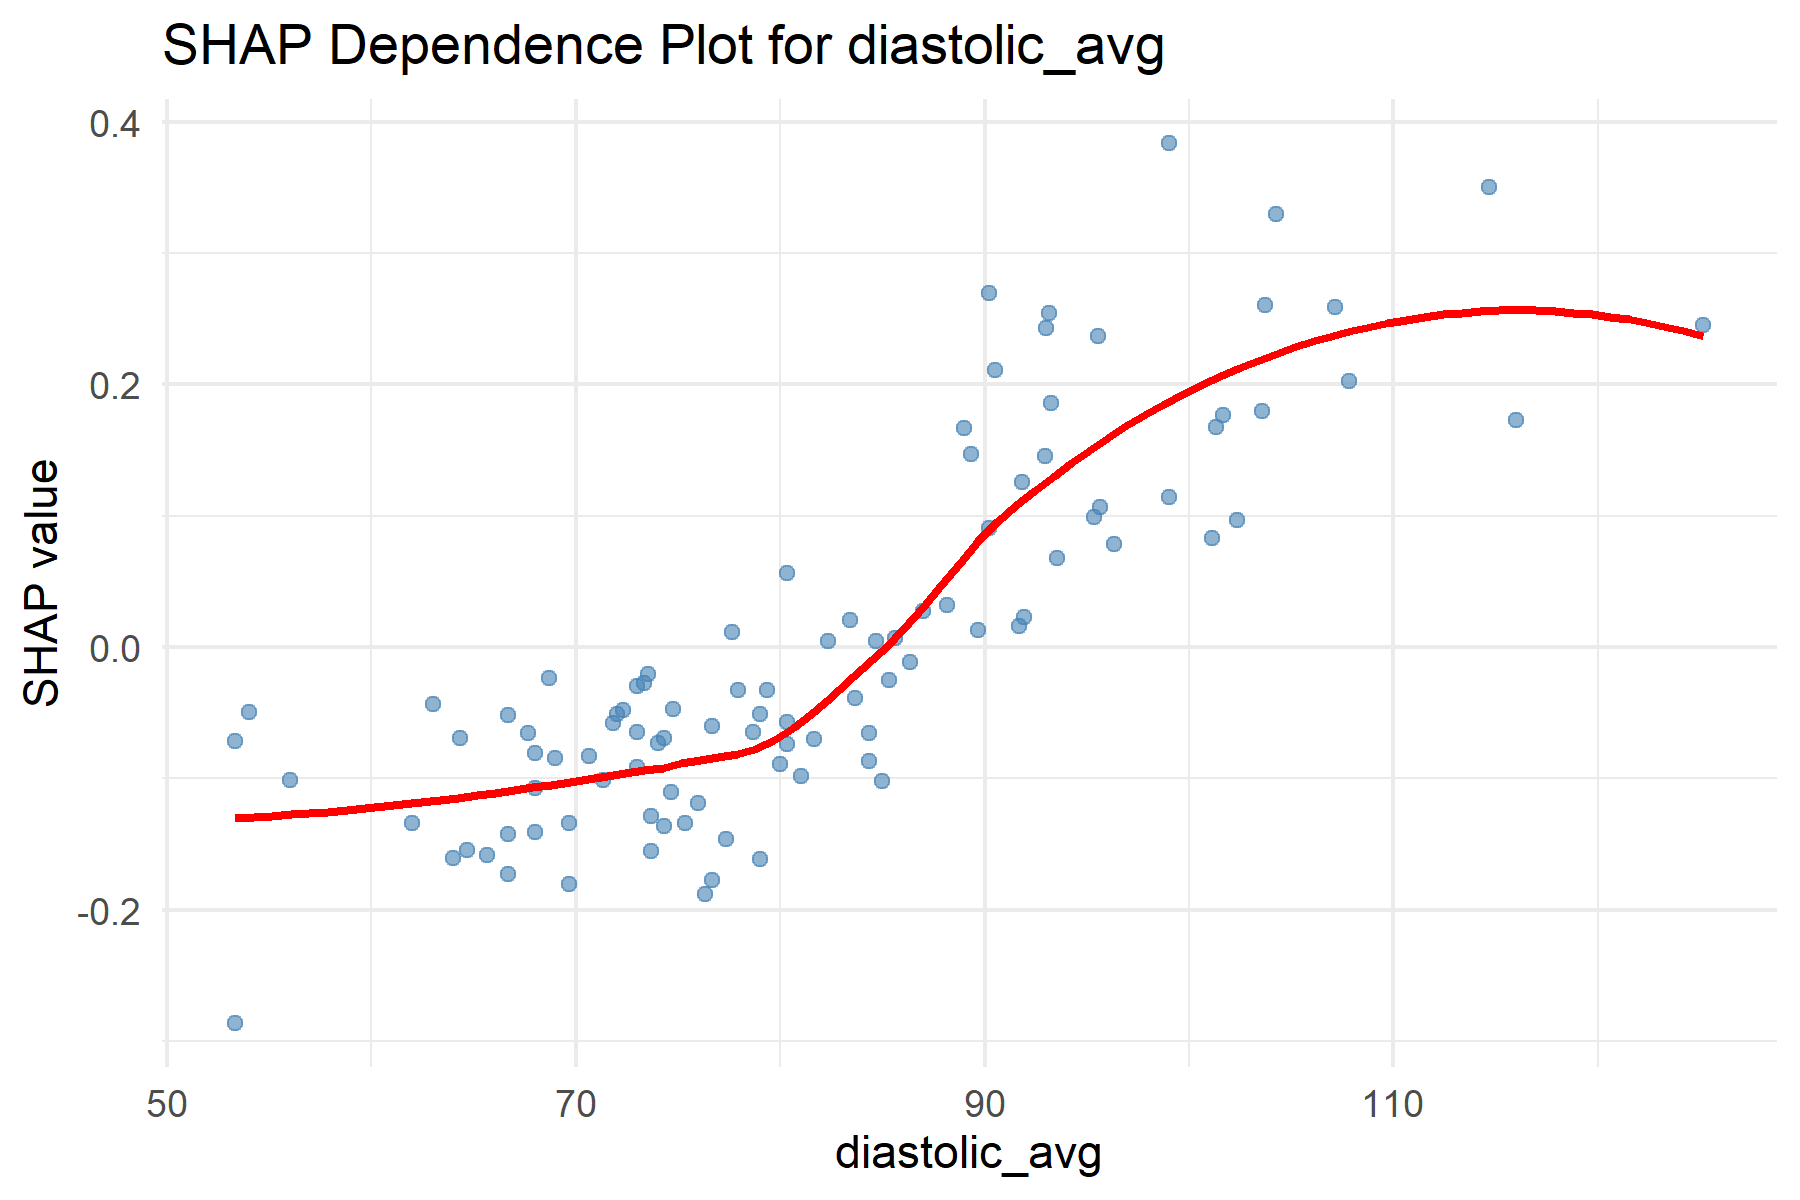 SHAP Dependence Plot for diastolic_avg
0.4
0.2
0.0
-0.2
SHAP value
50 70 90 110
diastolic_avg